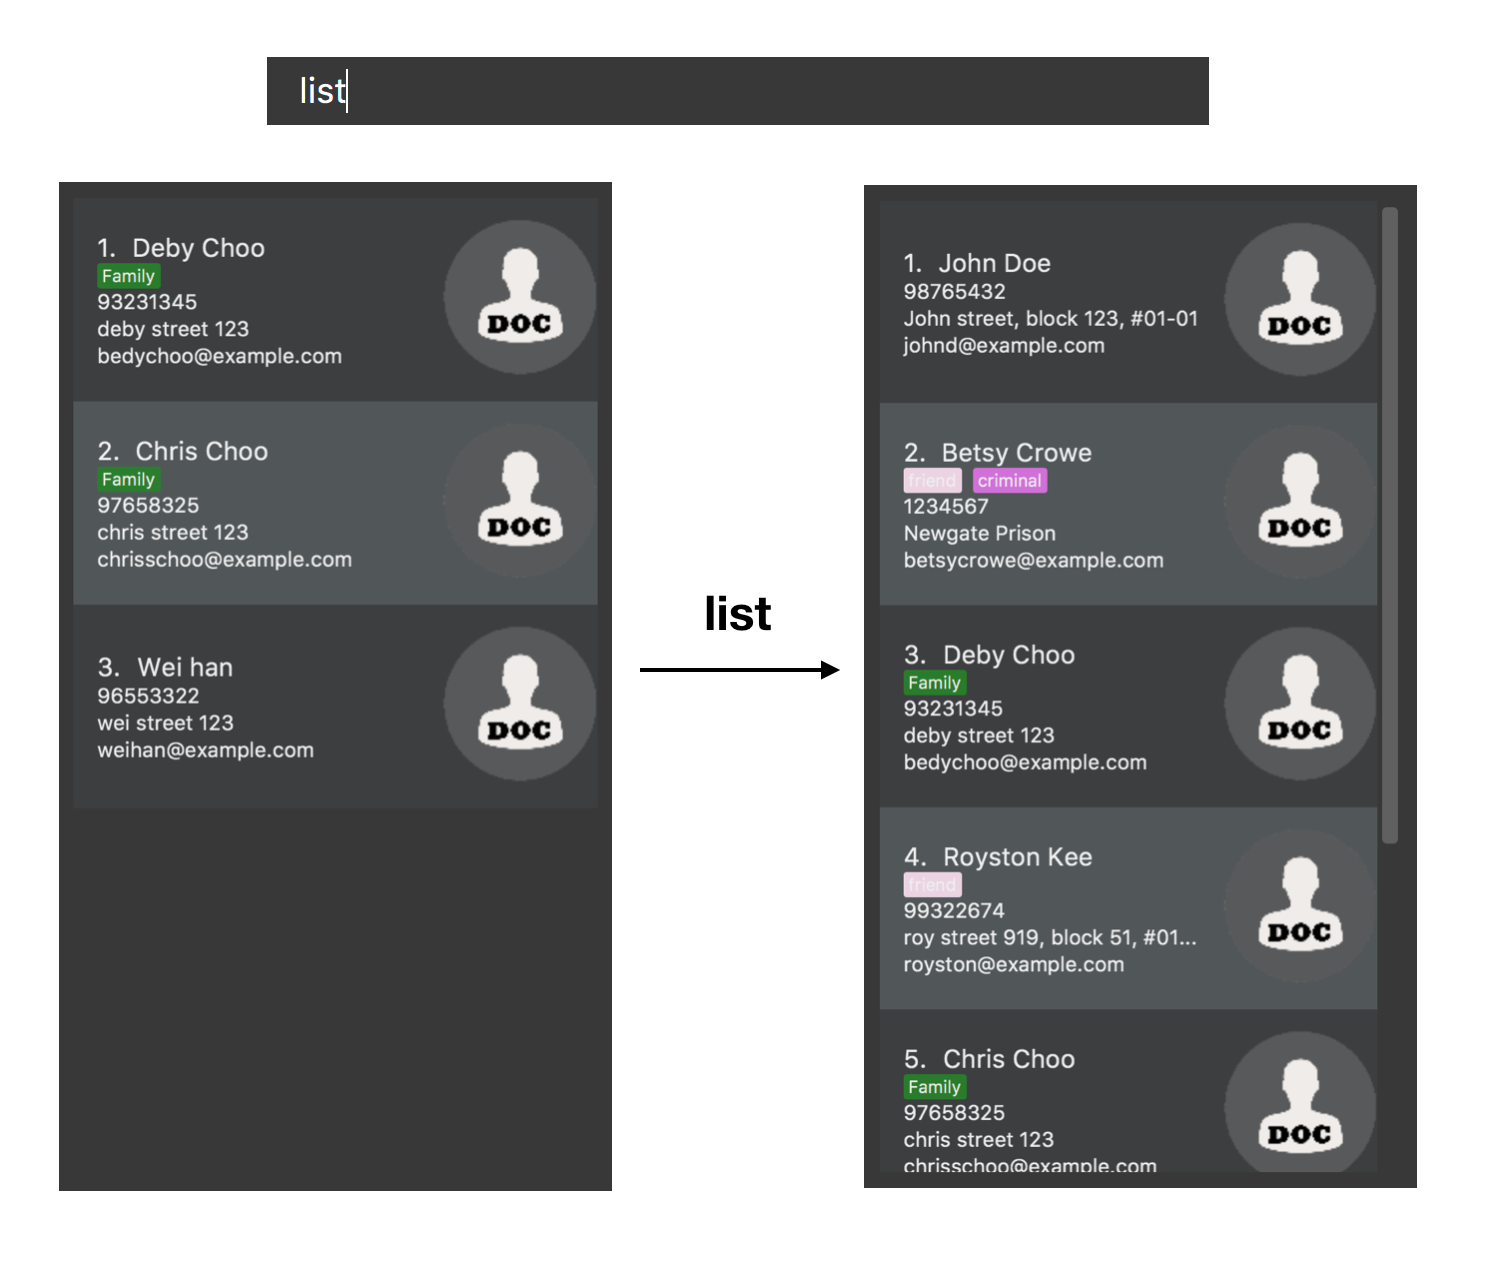 list
1. Deby Choo
Family
93231345
deby street 123
bedychoo@example.com
DOC
2. Chris Choo
Family
97658325
chris street 123
chrisschoo@example.com
DOC
3. Wei han
96553322
wei street 123
weihan@example.com
DOC
list
1. John Doe
98765432
John street, block 123, #01-01
johnd@example.com
DOC
2. Betsy Crowe
friend criminal
1234567
Newgate Prison
betsycrowe@example.com
DOC
3. Deby Choo
Family
93231345
deby street 123
bedychoo@example.com
DOC
4. Royston Kee
friend
99322674
roy street 919, block 51, #01...
royston@example.com
DOC
5. Chris Choo
Family
97658325
chris street 123
chrisschoo@example.com
DOC